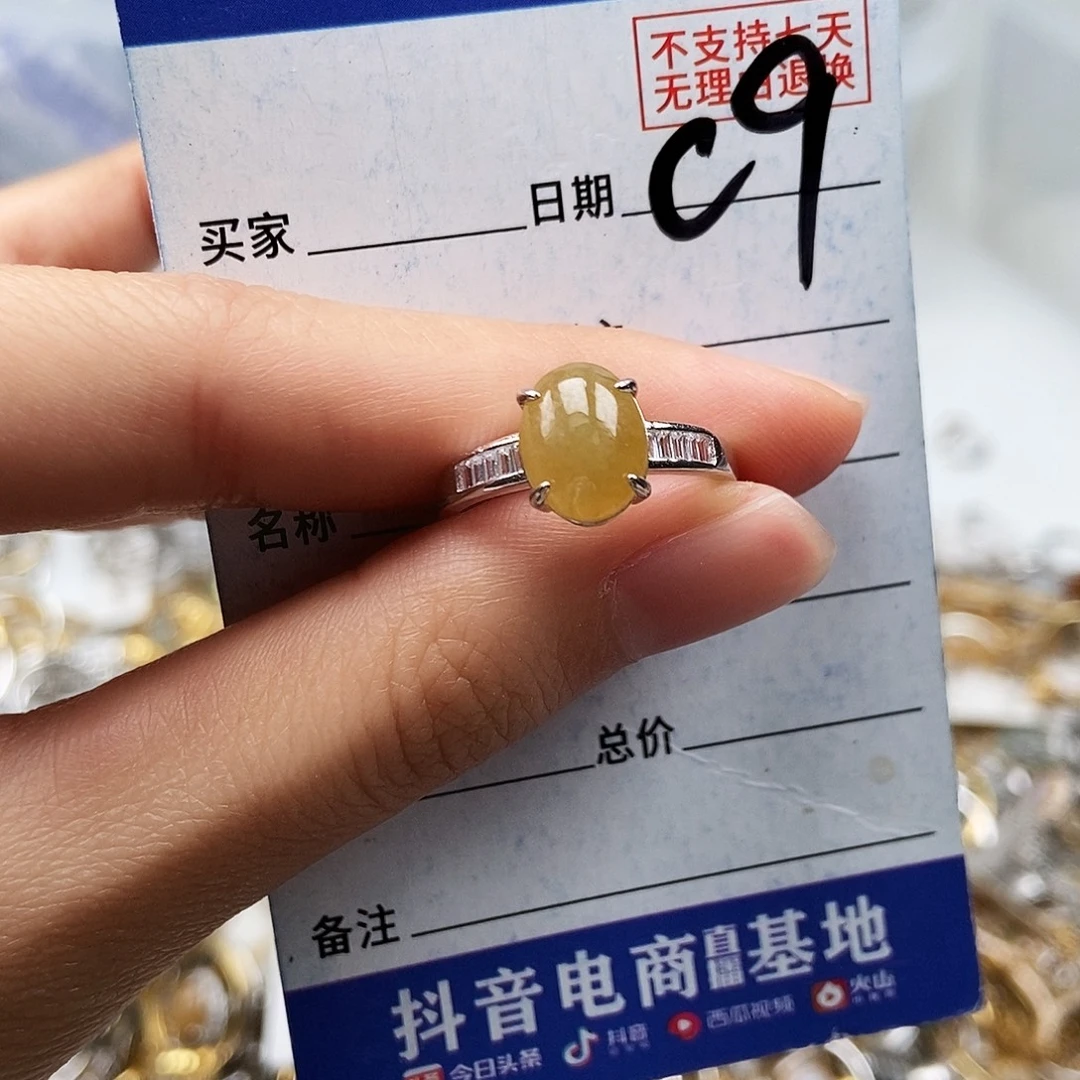 不支持七天
无理由退换
C9
买家 日期
名称
总价
备注
抖音电商直播基地
今日头条 抖音 西瓜视频 火山